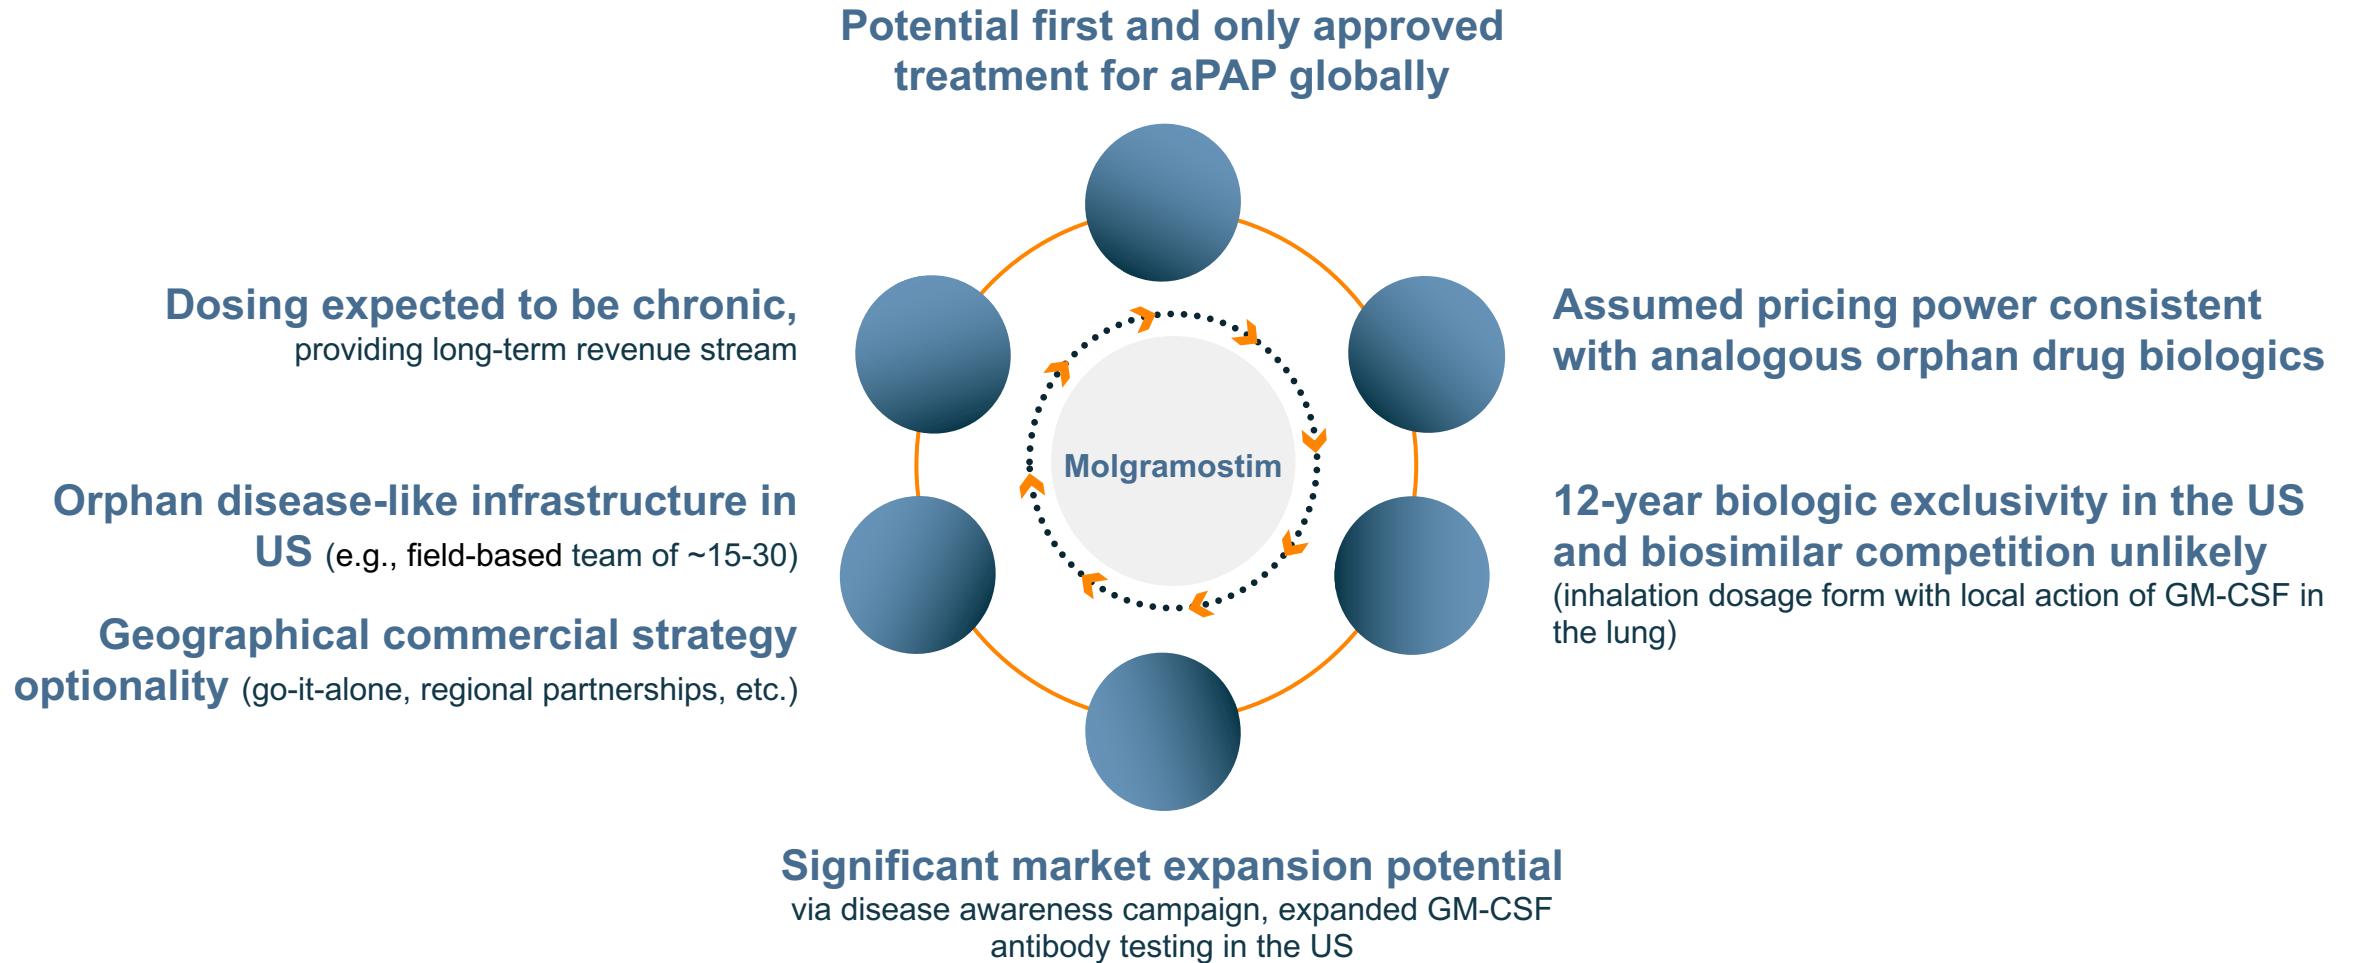 Potential first and only approved
treatment for aPAP globally
Dosing expected to be chronic,
providing long-term revenue stream
Assumed pricing power consistent
with analogous orphan drug biologics
Molgramostim
Orphan disease-like infrastructure in
US (e.g., field-based team of ~15-30)
Geographical commercial strategy
optionality (go-it-alone, regional partnerships, etc.)
12-year biologic exclusivity in the US
and biosimilar competition unlikely
(inhalation dosage form with local action of GM-CSF in
the lung)
Significant market expansion potential
via disease awareness campaign, expanded GM-CSF
antibody testing in the US